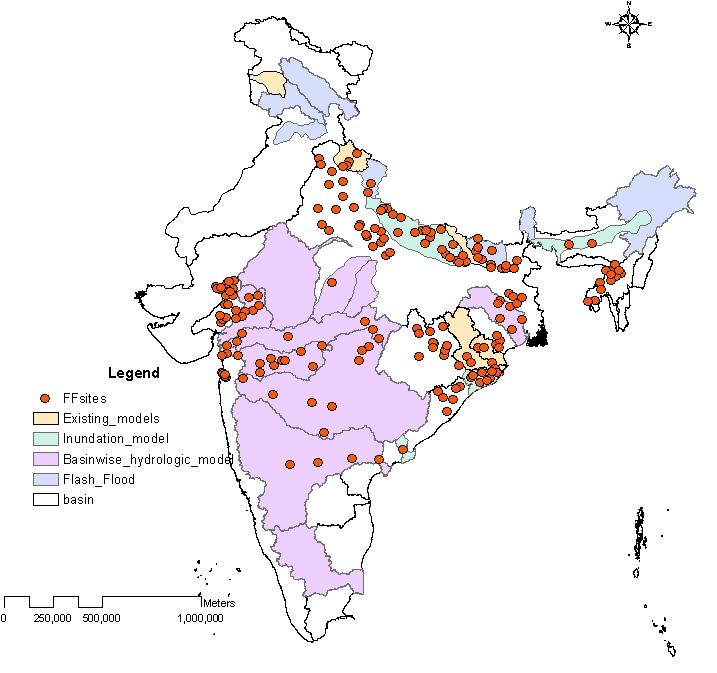 N
W E
S
Legend
FFsites
Existing_models
Inundation_model
Basinwise_hydrologic_model
Flash_Flood
basin
Meters
0 250,000 500,000 1,000,000